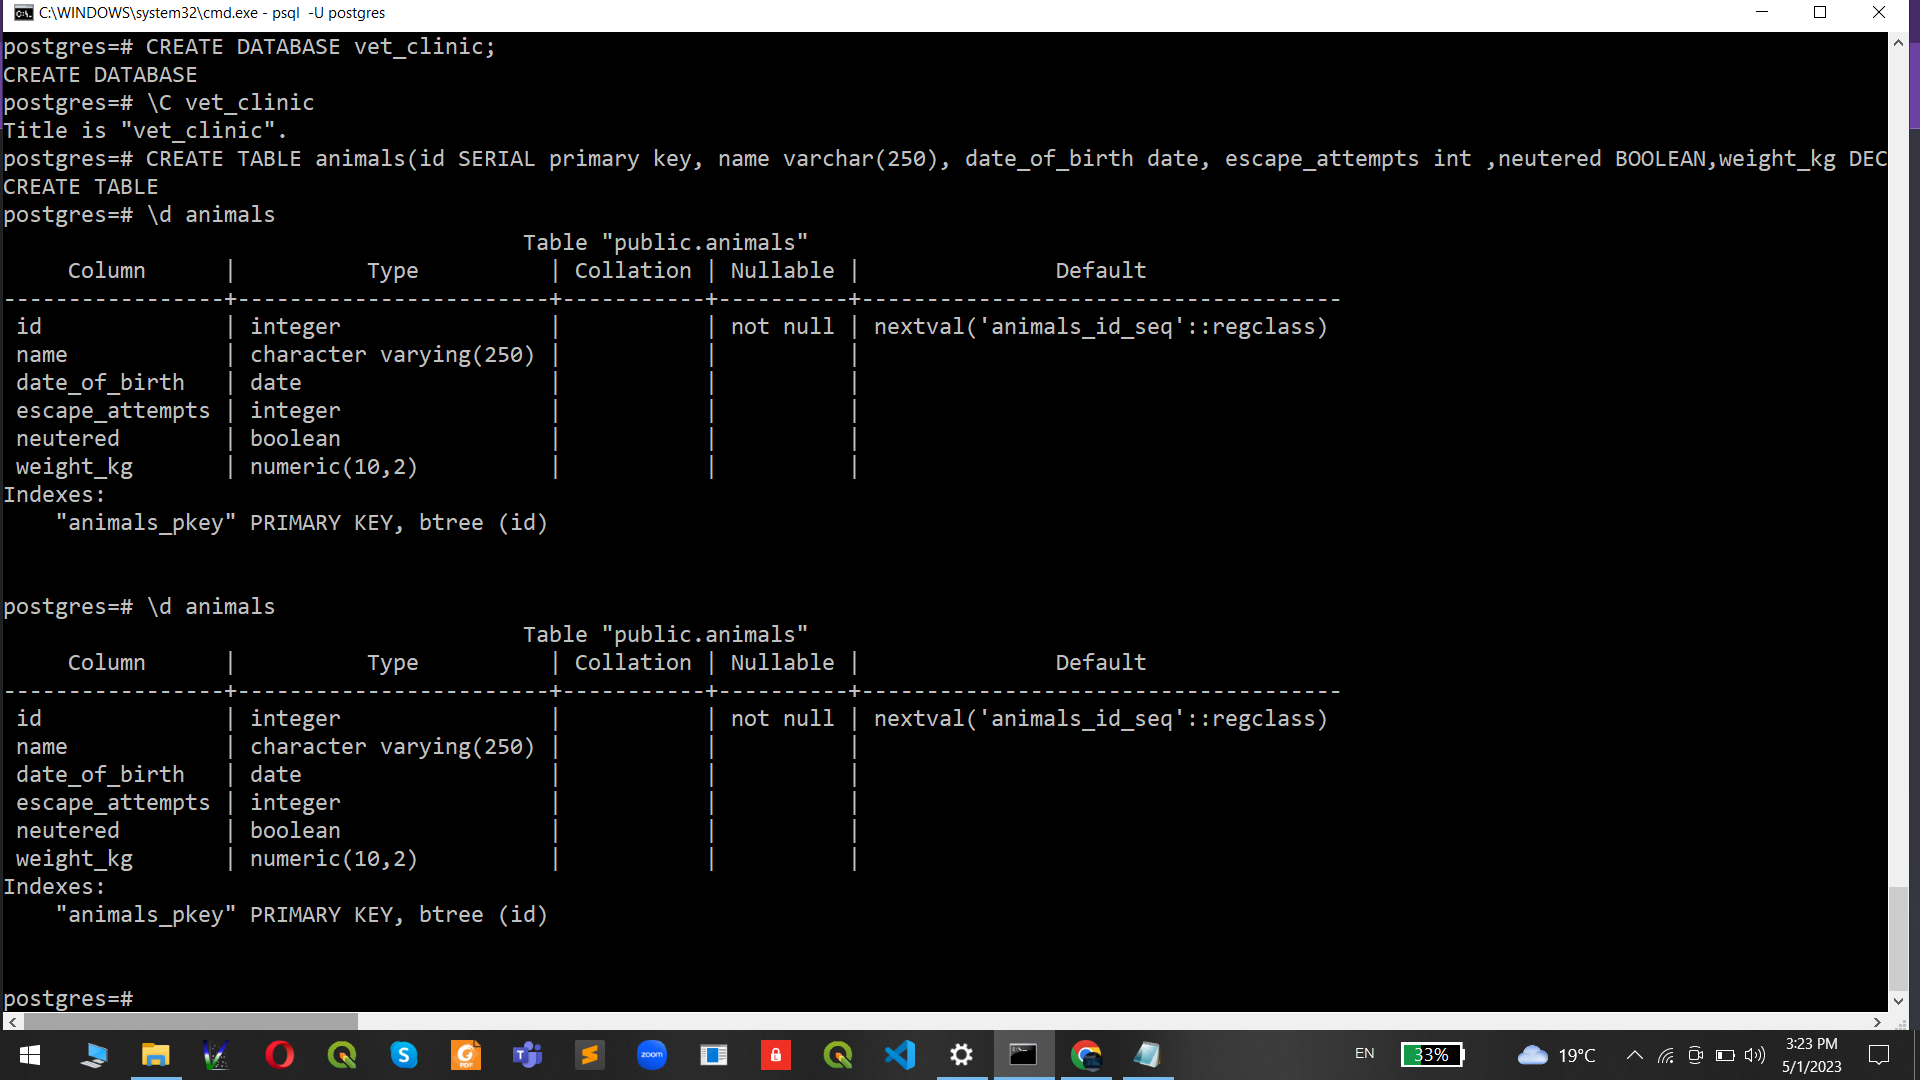 C:\WINDOWS\system32\cmd.exe - psql  -U postgres
postgres=# CREATE DATABASE vet_clinic;
CREATE DATABASE
postgres=# \C vet_clinic
Title is "vet_clinic".
postgres=# CREATE TABLE animals(id SERIAL primary key, name varchar(250), date_of_birth date, escape_attempts int ,neutered BOOLEAN,weight_kg DEC
CREATE TABLE
postgres=# \d animals
                                        Table "public.animals"
     Column      |          Type          | Collation | Nullable |               Default
-----------------+------------------------+-----------+----------+-------------------------------------
 id              | integer                |           | not null | nextval('animals_id_seq'::regclass)
 name            | character varying(250) |           |          |
 date_of_birth   | date                   |           |          |
 escape_attempts | integer                |           |          |
 neutered        | boolean                |           |          |
 weight_kg       | numeric(10,2)          |           |          |
Indexes:
    "animals_pkey" PRIMARY KEY, btree (id)
postgres=# \d animals
                                        Table "public.animals"
     Column      |          Type          | Collation | Nullable |               Default
-----------------+------------------------+-----------+----------+-------------------------------------
 id              | integer                |           | not null | nextval('animals_id_seq'::regclass)
 name            | character varying(250) |           |          |
 date_of_birth   | date                   |           |          |
 escape_attempts | integer                |           |          |
 neutered        | boolean                |           |          |
 weight_kg       | numeric(10,2)          |           |          |
Indexes:
    "animals_pkey" PRIMARY KEY, btree (id)
postgres=#
zoom
EN
33%
19°C
3:23 PM
5/1/2023